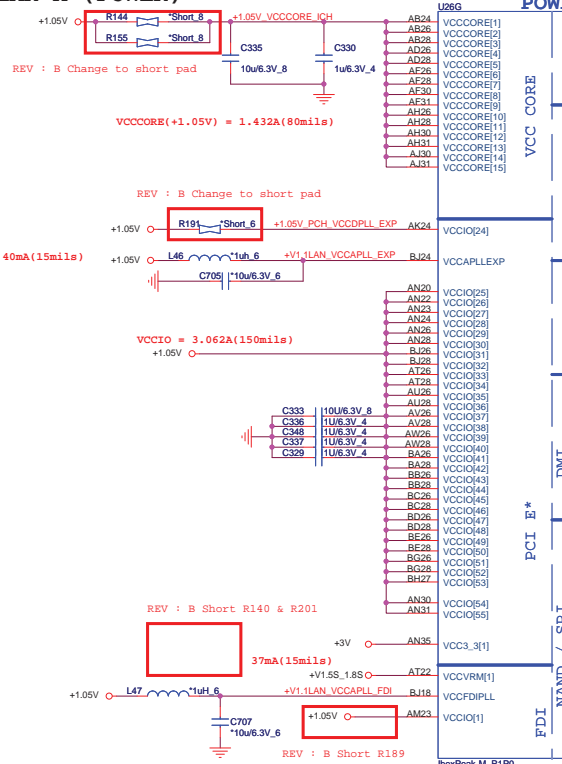 POW
U26G
+1.05V R144 *Short_8 +1.05V_VCCCORE_ICH
R155 *Short_8
C335
10u/6.3V_8
C330
1u/6.3V_4
REV : B Change to short pad
VCCCORE(+1.05V) = 1.432A(80mils)
AB24 VCCCORE[1]
AB26 VCCCORE[2]
AB28 VCCCORE[3]
AD26 VCCCORE[4]
AD28 VCCCORE[5]
AF26 VCCCORE[6]
AF28 VCCCORE[7]
AF30 VCCCORE[8]
AF31 VCCCORE[9]
AH26 VCCCORE[10]
AH28 VCCCORE[11]
AH30 VCCCORE[12]
AH31 VCCCORE[13]
AJ30 VCCCORE[14]
AJ31 VCCCORE[15]
VCC CORE
REV : B Change to short pad
+1.05V R191 *Short_6 +1.05V_PCH_VCCDPLL_EXP AK24 VCCIO[24]
40mA(15mils) +1.05V L46 *1uh_6 +V1.1LAN_VCCAPLL_EXP BJ24 VCCAPLLEXP
C705 *10u/6.3V_6
VCCIO = 3.062A(150mils)
+1.05V
AN20 VCCIO[25]
AN22 VCCIO[26]
AN23 VCCIO[27]
AN24 VCCIO[28]
AN26 VCCIO[29]
AN28 VCCIO[30]
BJ26 VCCIO[31]
BJ28 VCCIO[32]
AT26 VCCIO[33]
AT28 VCCIO[34]
AU26 VCCIO[35]
AU28 VCCIO[36]
AV26 VCCIO[37]
AV28 VCCIO[38]
AW26 VCCIO[39]
AW28 VCCIO[40]
BA26 VCCIO[41]
BA28 VCCIO[42]
BB26 VCCIO[43]
BB28 VCCIO[44]
BC26 VCCIO[45]
BC28 VCCIO[46]
BD26 VCCIO[47]
BD28 VCCIO[48]
BE26 VCCIO[49]
BE28 VCCIO[50]
BG26 VCCIO[51]
BG28 VCCIO[52]
BH27 VCCIO[53]
AN30 VCCIO[54]
AN31 VCCIO[55]
C333 10U/6.3V_8
C336 1U/6.3V_4
C348 1U/6.3V_4
C337 1U/6.3V_4
C329 1U/6.3V_4
DMI
PCI E*
REV : B Short R140 & R201
+3V AN35 VCC3_3[1]
37mA(15mils)
+V1.5S_1.8S AT22 VCCVRM[1]
+1.05V L47 *1uH_6 +V1.1LAN_VCCAPLL_FDI BJ18 VCCFDIPLL
+1.05V AM23 VCCIO[1]
C707
*10u/6.3V_6
REV : B Short R189
FDI
NAND / SPI
IbexPeak-M_R1P0